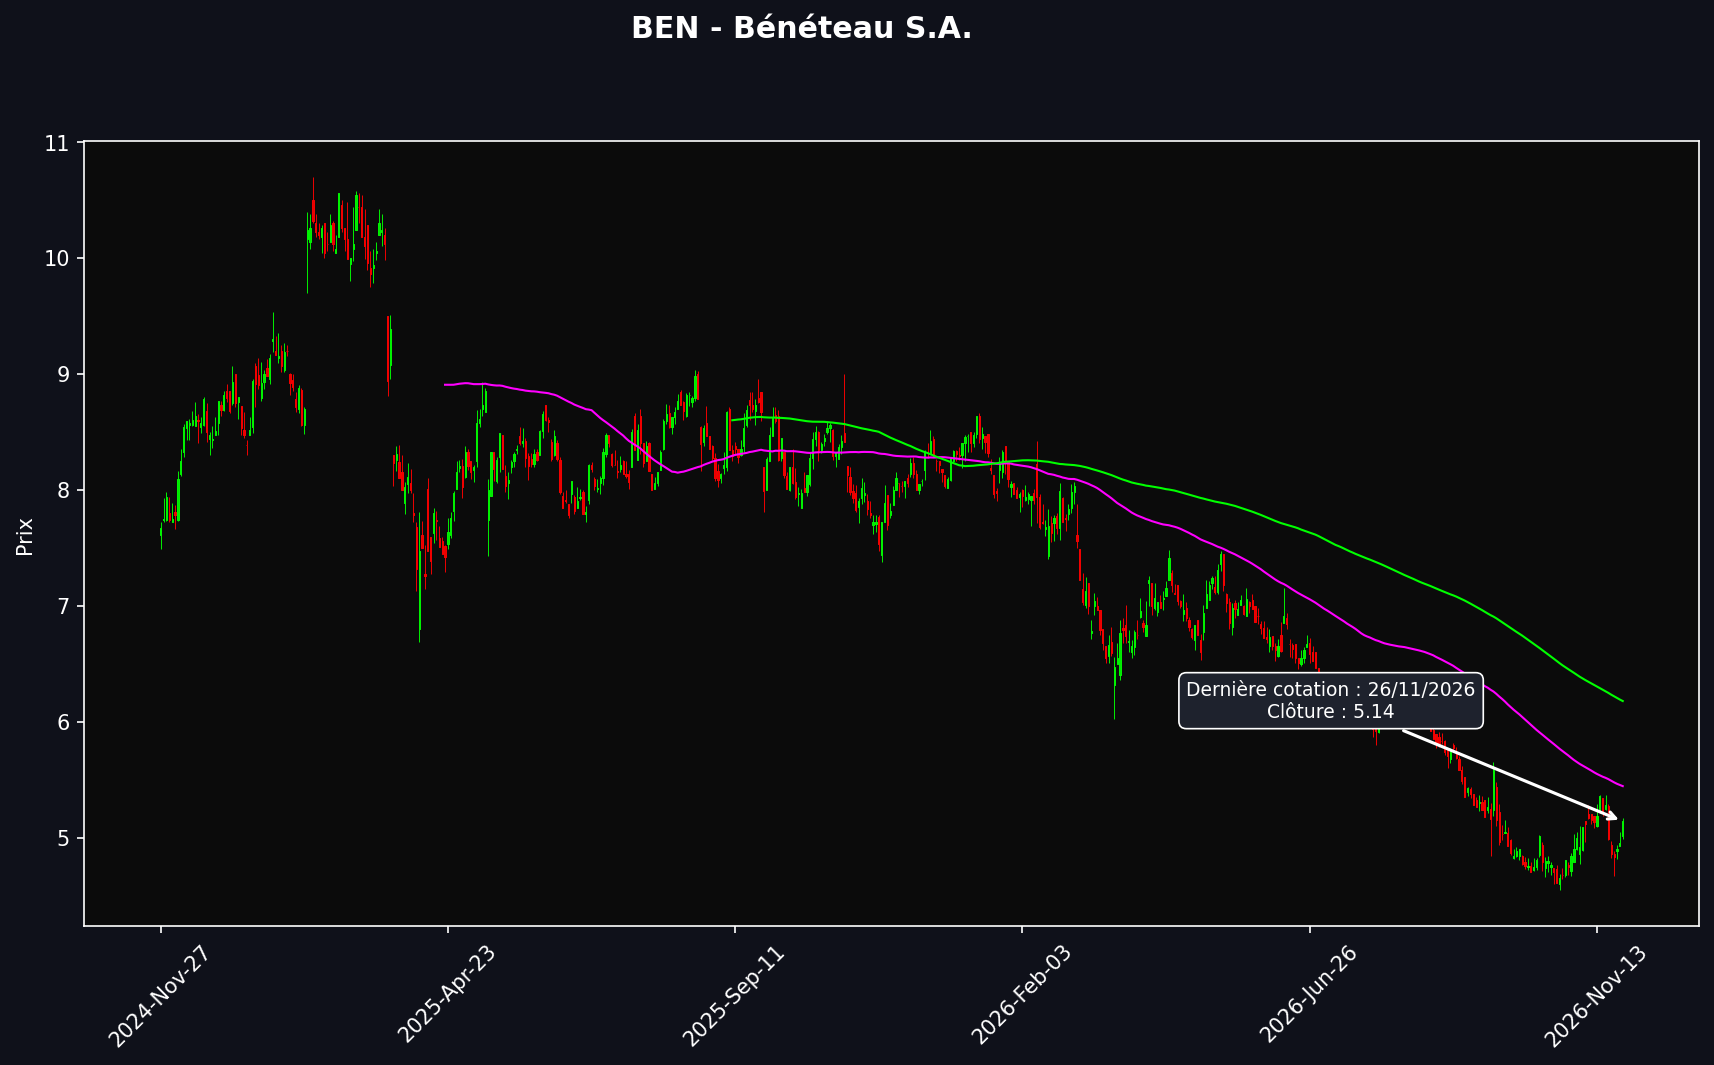 BEN - Bénéteau S.A.
11
10
9
8
7
6
5
Prix
Dernière cotation : 26/11/2026
Clôture : 5.14
2024-Nov-27
2025-Apr-23
2025-Sep-11
2026-Feb-03
2026-Jun-26
2026-Nov-13